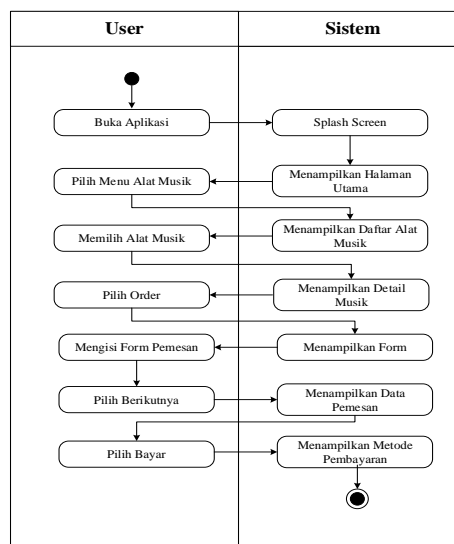 User
Sistem
Buka Aplikasi
Splash Screen
Menampilkan Halaman
Utama
Pilih Menu Alat Musik
Menampilkan Daftar Alat
Musik
Memilih Alat Musik
Menampilkan Detail
Musik
Pilih Order
Menampilkan Form
Mengisi Form Pemesan
Pilih Berikutnya
Menampilkan Data
Pemesan
Pilih Bayar
Menampilkan Metode
Pembayaran